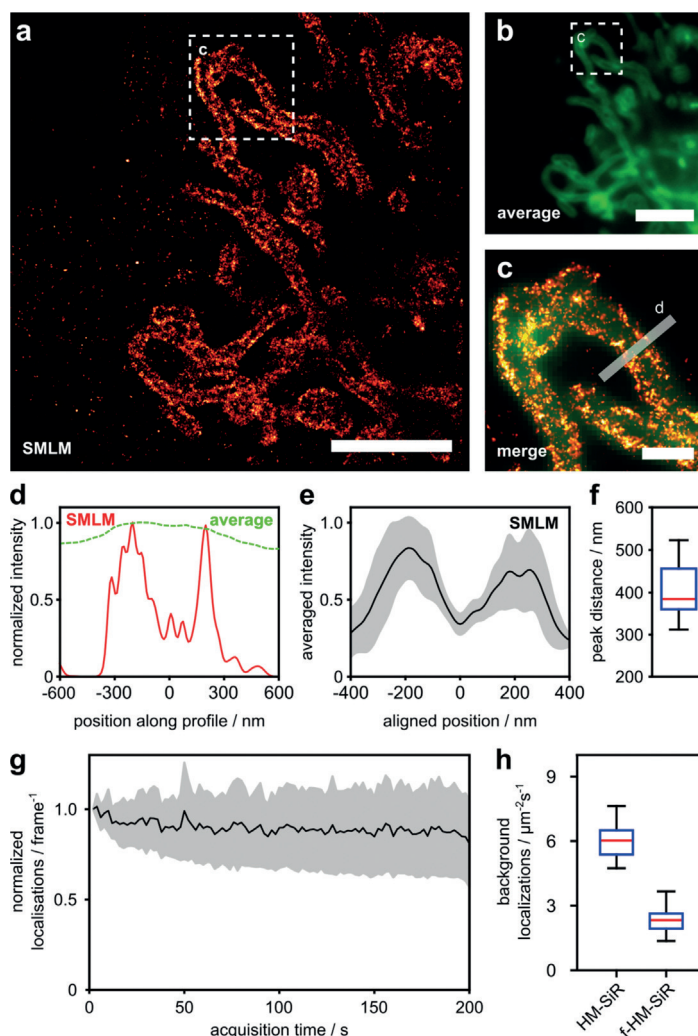 a
c
SMLM
b
c
average
c
d
merge
d
SMLM
average
normalized intensity
1.0
0.5
0
-600
-300
0
300
600
position along profile / nm
e
SMLM
averaged intensity
1.0
0.5
0
-400
-200
0
200
400
aligned position / nm
f
peak distance / nm
600
500
400
300
200
g
normalized
localisations / frame⁻¹
1.0
0.5
0
0
50
100
150
200
acquisition time / s
h
background
localizations / µm⁻²s⁻¹
9
6
3
0
HM-SiR
f-HM-SiR